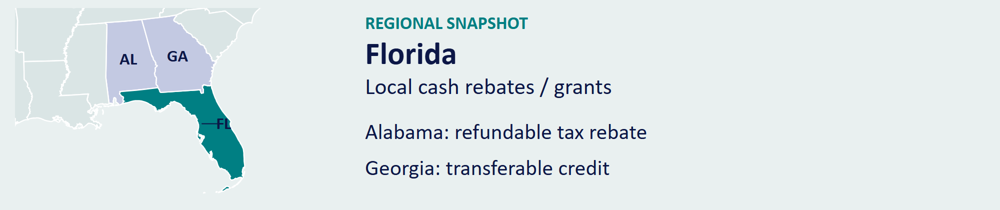 AL
GA
FL
REGIONAL SNAPSHOT
Florida
Local cash rebates / grants
Alabama: refundable tax rebate
Georgia: transferable credit